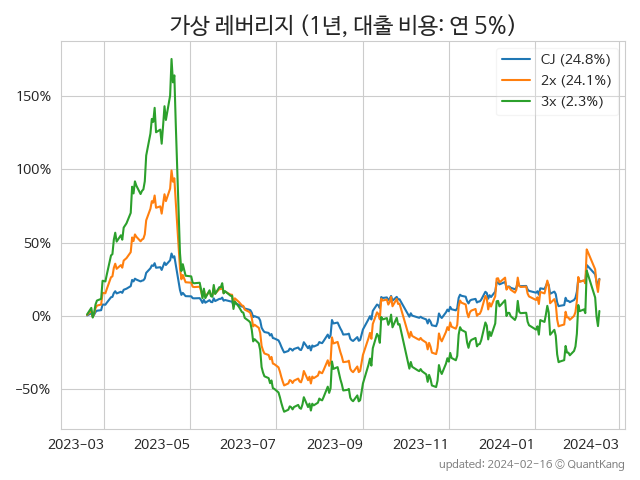 가상 레버리지 (1년, 대출 비용: 연 5%)
CJ (24.8%)
2x (24.1%)
3x (2.3%)
150%
100%
50%
0%
−50%
2023-03 2023-05 2023-07 2023-09 2023-11 2024-01 2024-03
updated: 2024-02-16 © QuantKang